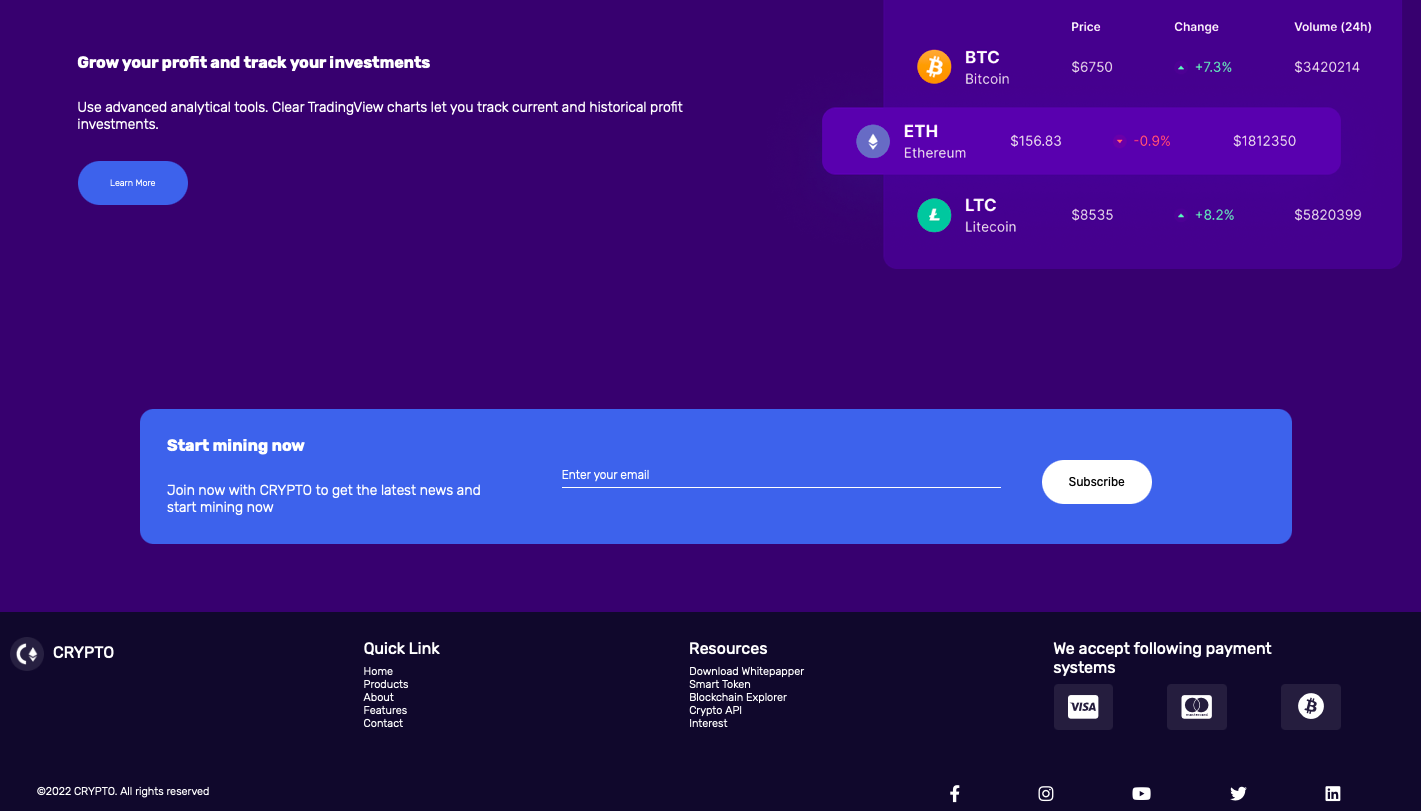 Grow your profit and track your investments
Use advanced analytical tools. Clear TradingView charts let you track current and historical profit
investments.
Learn More
Price Change Volume (24h)
BTC
Bitcoin
$6750 +7.3% $3420214
ETH
Ethereum
$156.83 -0.9% $1812350
LTC
Litecoin
$8535 +8.2% $5820399
Start mining now
Join now with CRYPTO to get the latest news and
start mining now
Enter your email
Subscribe
CRYPTO
Quick Link
Home
Products
About
Features
Contact
Resources
Download Whitepapper
Smart Token
Blockchain Explorer
Crypto API
Interest
We accept following payment
systems
VISA
mastercard
©2022 CRYPTO. All rights reserved